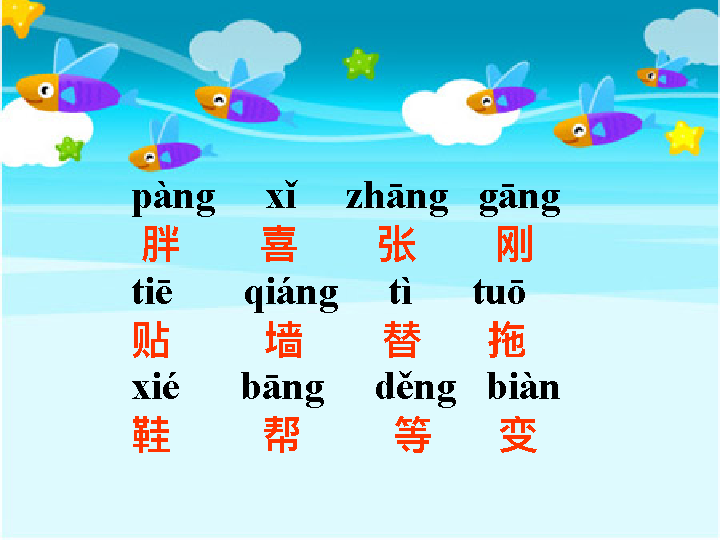 pàng xǐ zhāng gāng
胖 喜 张 刚
tiē qiáng tì tuō
贴 墙 替 拖
xié bāng děng biàn
鞋 帮 等 变